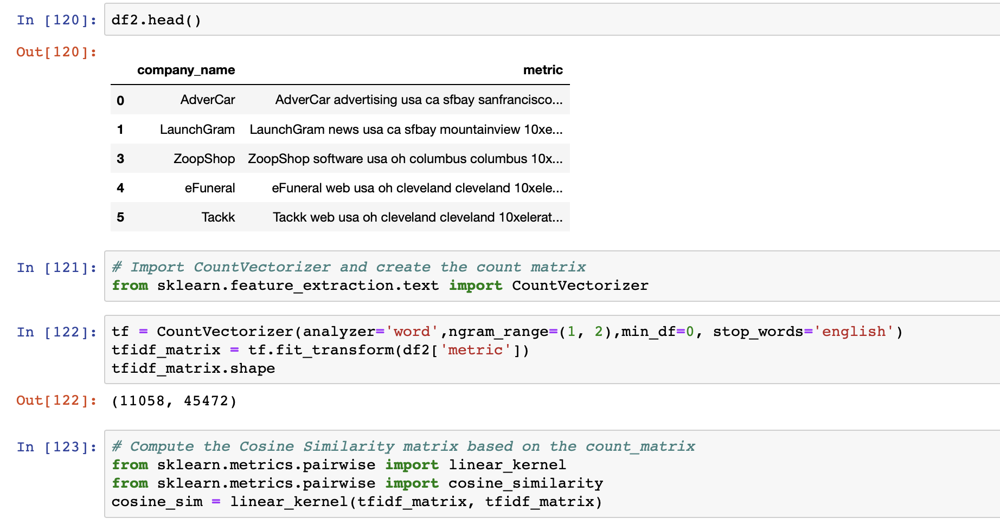 In [120]: df2.head()
Out[120]:
company_name metric
0 AdverCar AdverCar advertising usa ca sfbay sanfrancisco...
1 LaunchGram LaunchGram news usa ca sfbay mountainview 10xe...
3 ZoopShop ZoopShop software usa oh columbus columbus 10x...
4 eFuneral eFuneral web usa oh cleveland cleveland 10xele...
5 Tackk Tackk web usa oh cleveland cleveland 10xelerat...
In [121]: # Import CountVectorizer and create the count matrix
from sklearn.feature_extraction.text import CountVectorizer
In [122]: tf = CountVectorizer(analyzer='word',ngram_range=(1, 2),min_df=0, stop_words='english')
tfidf_matrix = tf.fit_transform(df2['metric'])
tfidf_matrix.shape
Out[122]: (11058, 45472)
In [123]: # Compute the Cosine Similarity matrix based on the count_matrix
from sklearn.metrics.pairwise import linear_kernel
from sklearn.metrics.pairwise import cosine_similarity
cosine_sim = linear_kernel(tfidf_matrix, tfidf_matrix)